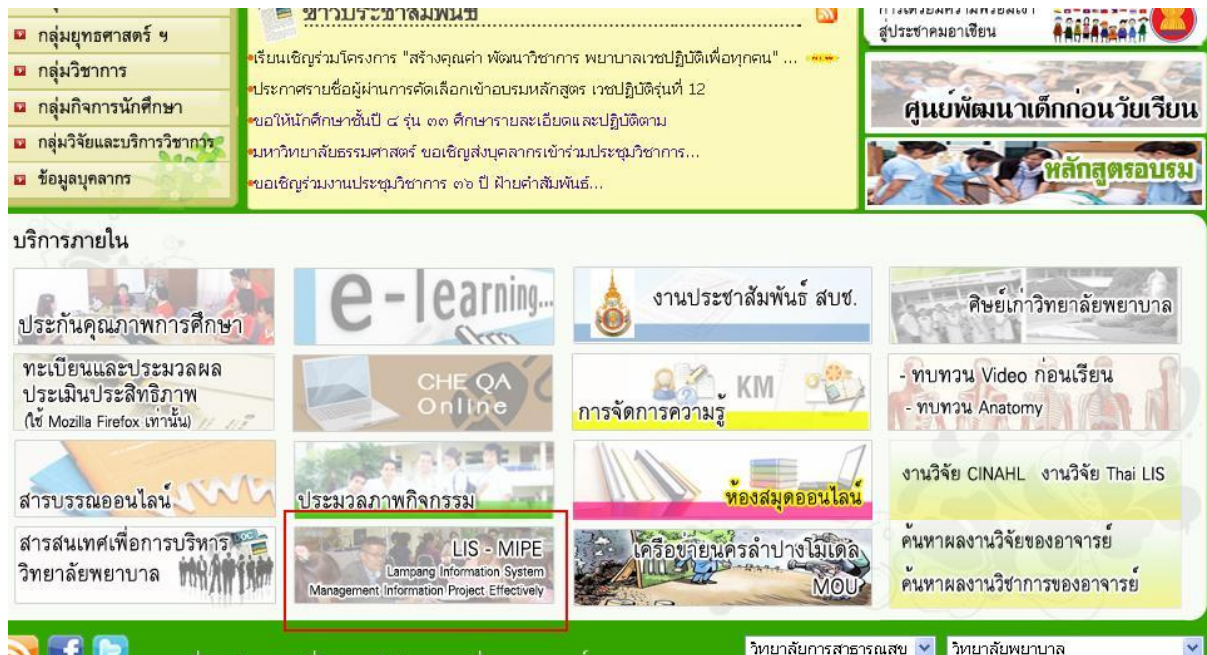 กลุ่มยุทธศาสตร์ ฯ
กลุ่มวิชาการ
กลุ่มกิจการนักศึกษา
กลุ่มวิจัยและบริการวิชาการ
ข้อมูลบุคลากร
ข่าวประชาสัมพันธ์
เรียนเชิญร่วมโครงการ "สร้างคุณค่า พัฒนาวิชาการ พยาบาลเวชปฏิบัติเพื่อทุกคน" ... NEW
ประกาศรายชื่อผู้ผ่านการคัดเลือกเข้าอบรมหลักสูตร เวชปฏิบัติรุ่นที่ 12
ขอให้นักศึกษาชั้นปี ๔ รุ่น ๓๓ ศึกษารายละเอียดและปฏิบัติตาม
มหาวิทยาลัยธรรมศาสตร์ ขอเชิญส่งบุคลากรเข้าร่วมประชุมวิชาการ...
ขอเชิญร่วมงานประชุมวิชาการ ๓๖ ปี ฝ้ายคำสัมพันธ์...
การเตรียมความพร้อมเข้า
สู่ประชาคมอาเซียน
ศูนย์พัฒนาเด็กก่อนวัยเรียน
หลักสูตรอบรม
บริการภายใน
ประกันคุณภาพการศึกษา
e-learning...
งานประชาสัมพันธ์ สบช.
ศิษย์เก่าวิทยาลัยพยาบาล
ทะเบียนและประมวลผล
ประเมินประสิทธิภาพ
(ใช้ Mozilla Firefox เท่านั้น)
CHE QA
Online
KM
การจัดการความรู้
- ทบทวน Video ก่อนเรียน
- ทบทวน Anatomy
สารบรรณออนไลน์
ประมวลภาพกิจกรรม
ห้องสมุดออนไลน์
งานวิจัย CINAHL งานวิจัย Thai LIS
สารสนเทศเพื่อการบริหาร
วิทยาลัยพยาบาล
LIS - MIPE
Lampang Information System
Management Information Project Effectively
เครือข่ายนครลำปางโมเดล
MOU
ค้นหาผลงานวิจัยของอาจารย์
ค้นหาผลงานวิชาการของอาจารย์
วิทยาลัยการสาธารณสุข
วิทยาลัยพยาบาล